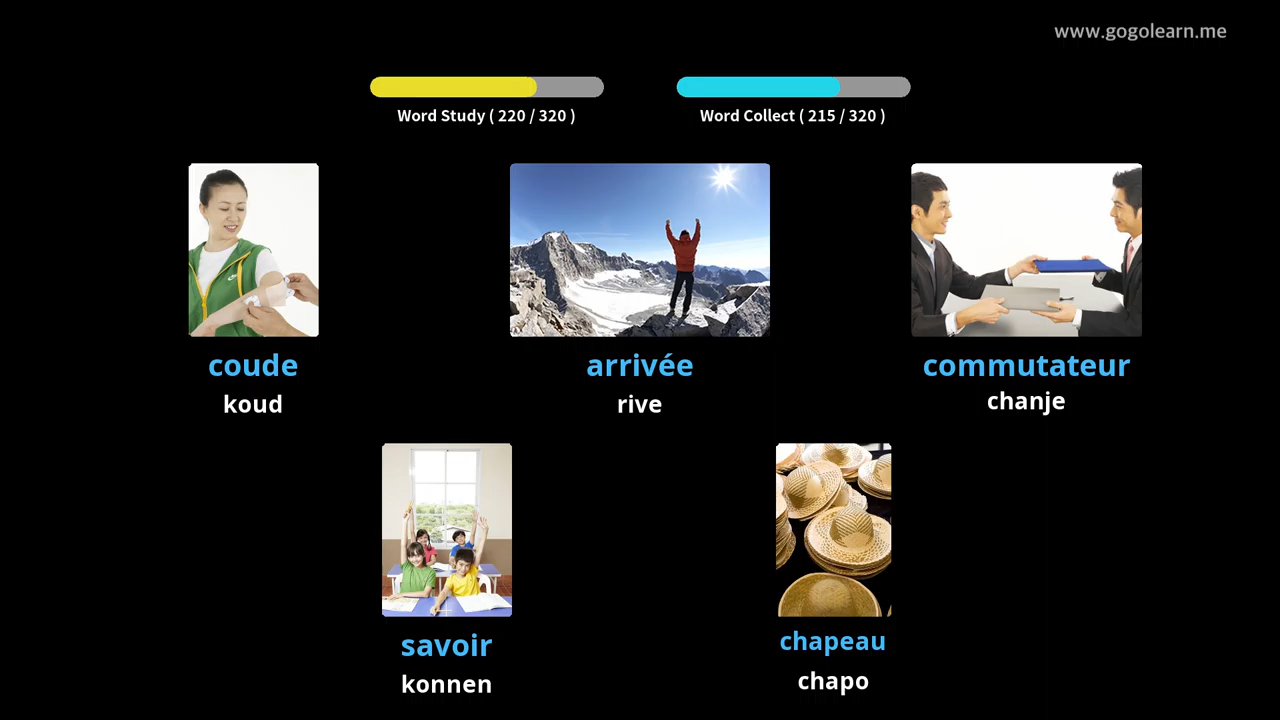 www.gogolearn.me
Word Study ( 220 / 320 )
Word Collect ( 215 / 320 )
coude
koud
arrivée
rive
commutateur
chanje
savoir
konnen
chapeau
chapo